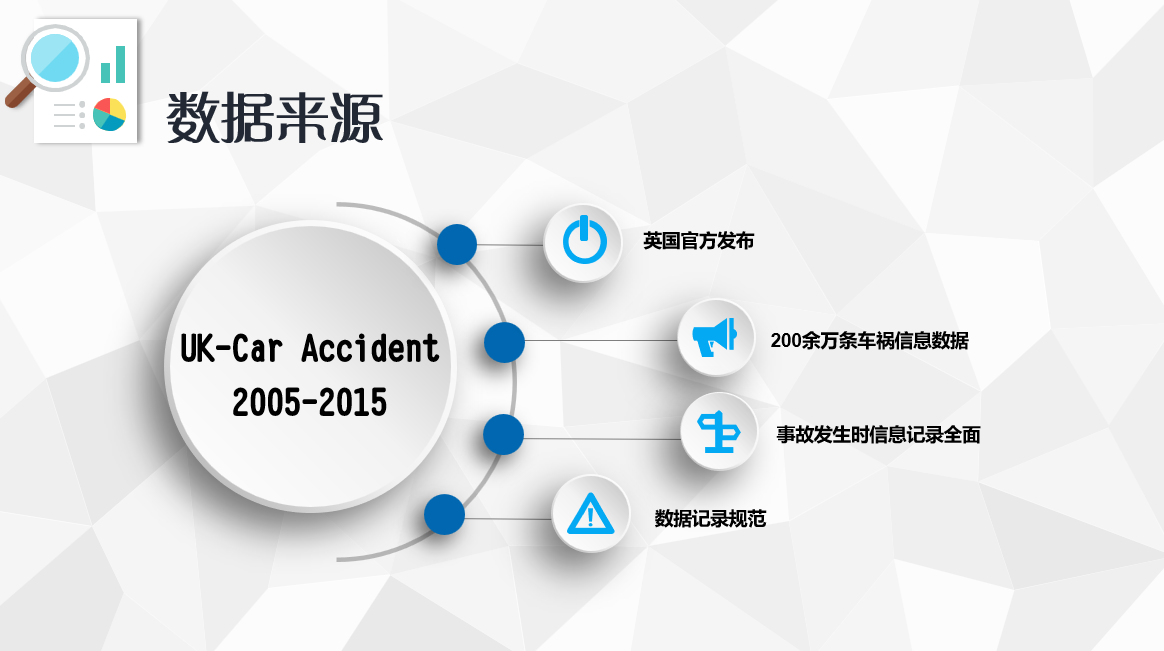 数据来源
UK-Car Accident
2005-2015
英国官方发布
200余万条车祸信息数据
事故发生时信息记录全面
数据记录规范